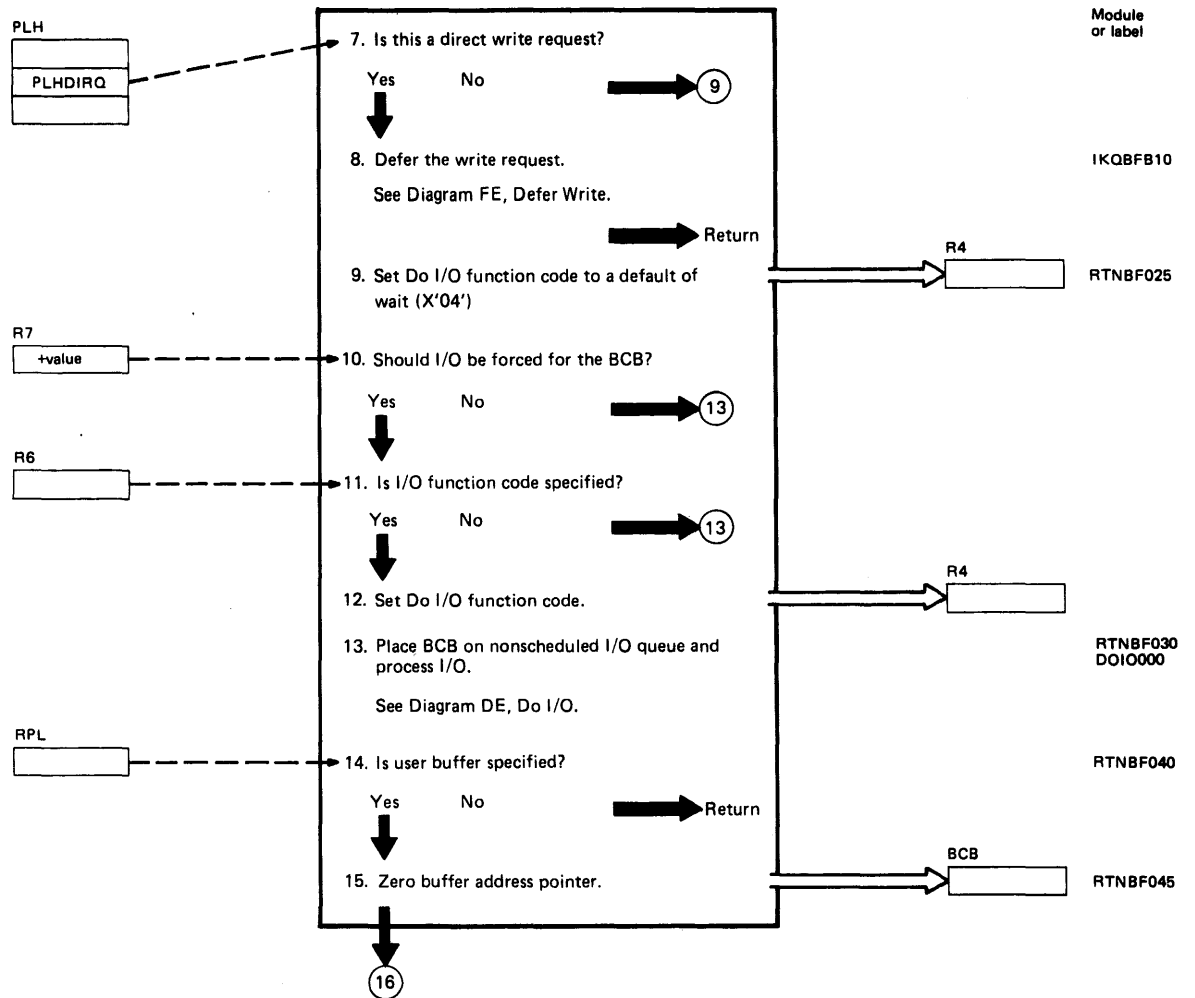 Module
or label
PLH
PLHDIRQ
7. Is this a direct write request?
Yes No 9
8. Defer the write request.
IKQBFB10
See Diagram FE, Defer Write.
Return
R4
9. Set Do I/O function code to a default of
wait (X'04')
RTNBF025
R7
+value
10. Should I/O be forced for the BCB?
Yes No 13
R6
11. Is I/O function code specified?
Yes No 13
R4
12. Set Do I/O function code.
13. Place BCB on nonscheduled I/O queue and
process I/O.
RTNBF030
DOIO000
See Diagram DE, Do I/O.
RPL
14. Is user buffer specified?
RTNBF040
Yes No Return
BCB
15. Zero buffer address pointer.
RTNBF045
16